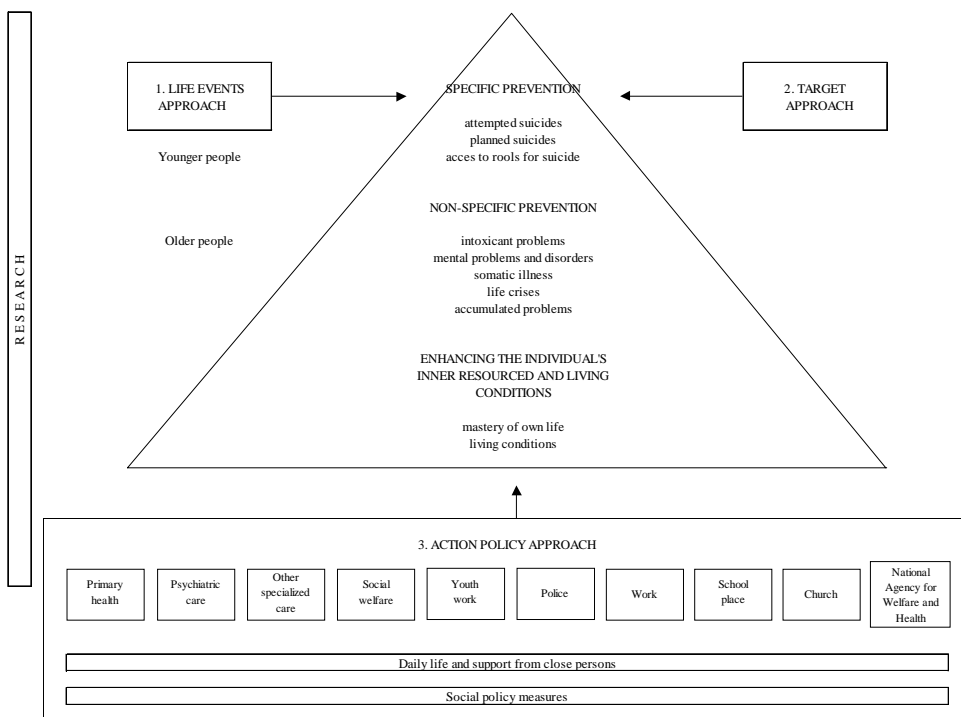 RESEARCH
1. LIFE EVENTS
APPROACH
Younger people
Older people
SPECIFIC PREVENTION
attempted suicides
planned suicides
acces to rools for suicide
NON-SPECIFIC PREVENTION
intoxicant problems
mental problems and disorders
somatic illness
life crises
accumulated problems
ENHANCING THE INDIVIDUAL'S
INNER RESOURCED AND LIVING
CONDITIONS
mastery of own life
living conditions
2. TARGET
APPROACH
3. ACTION POLICY APPROACH
Primary
health
Psychiatric
care
Other
specialized
care
Social
welfare
Youth
work
Police
Work
School
place
Church
National
Agency for
Welfare and
Health
Daily life and support from close persons
Social policy measures